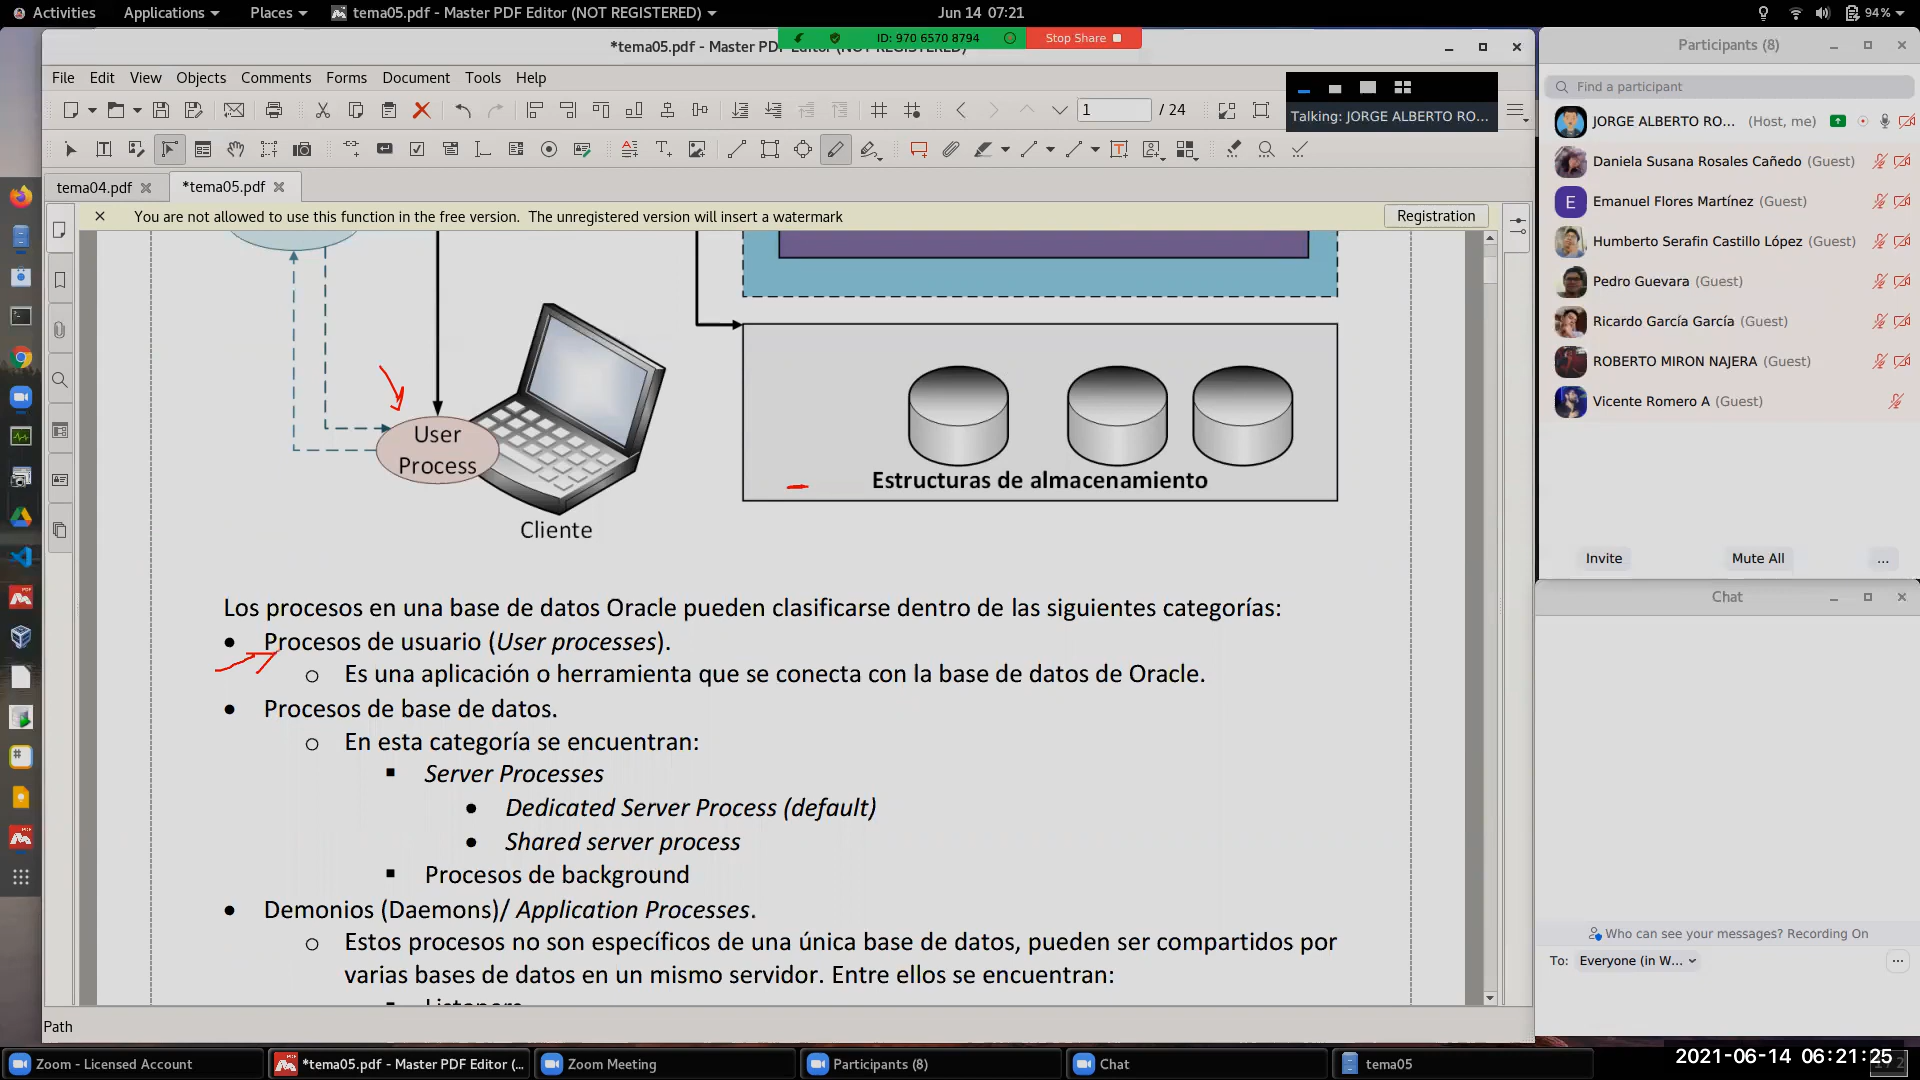 Activities Applications Places tema05.pdf - Master PDF Editor (NOT REGISTERED) Jun 14 07:21 94%
*tema05.pdf - Master PDF Editor (NOT REGISTERED)
ID: 970 6570 8794 Stop Share
File Edit View Objects Comments Forms Document Tools Help
1 / 24
Talking: JORGE ALBERTO RO...
tema04.pdf *tema05.pdf
You are not allowed to use this function in the free version. The unregistered version will insert a watermark Registration
User
Process
Cliente
Estructuras de almacenamiento
Los procesos en una base de datos Oracle pueden clasificarse dentro de las siguientes categorías:
• Procesos de usuario (User processes).
o Es una aplicación o herramienta que se conecta con la base de datos de Oracle.
• Procesos de base de datos.
o En esta categoría se encuentran:
▪ Server Processes
• Dedicated Server Process (default)
• Shared server process
▪ Procesos de background
• Demonios (Daemons)/ Application Processes.
o Estos procesos no son específicos de una única base de datos, pueden ser compartidos por
varias bases de datos en un mismo servidor. Entre ellos se encuentran:
▪ Listeners
Path
Participants (8)
Find a participant
JORGE ALBERTO RO... (Host, me)
Daniela Susana Rosales Cañedo (Guest)
E Emanuel Flores Martínez (Guest)
Humberto Serafin Castillo López (Guest)
Pedro Guevara (Guest)
Ricardo García García (Guest)
ROBERTO MIRON NAJERA (Guest)
Vicente Romero A (Guest)
Invite Mute All ...
Chat
Who can see your messages? Recording On
To: Everyone (in W...
Zoom - Licensed Account *tema05.pdf - Master PDF Editor (... Zoom Meeting Participants (8) Chat tema05
2021-06-14 06:21:25